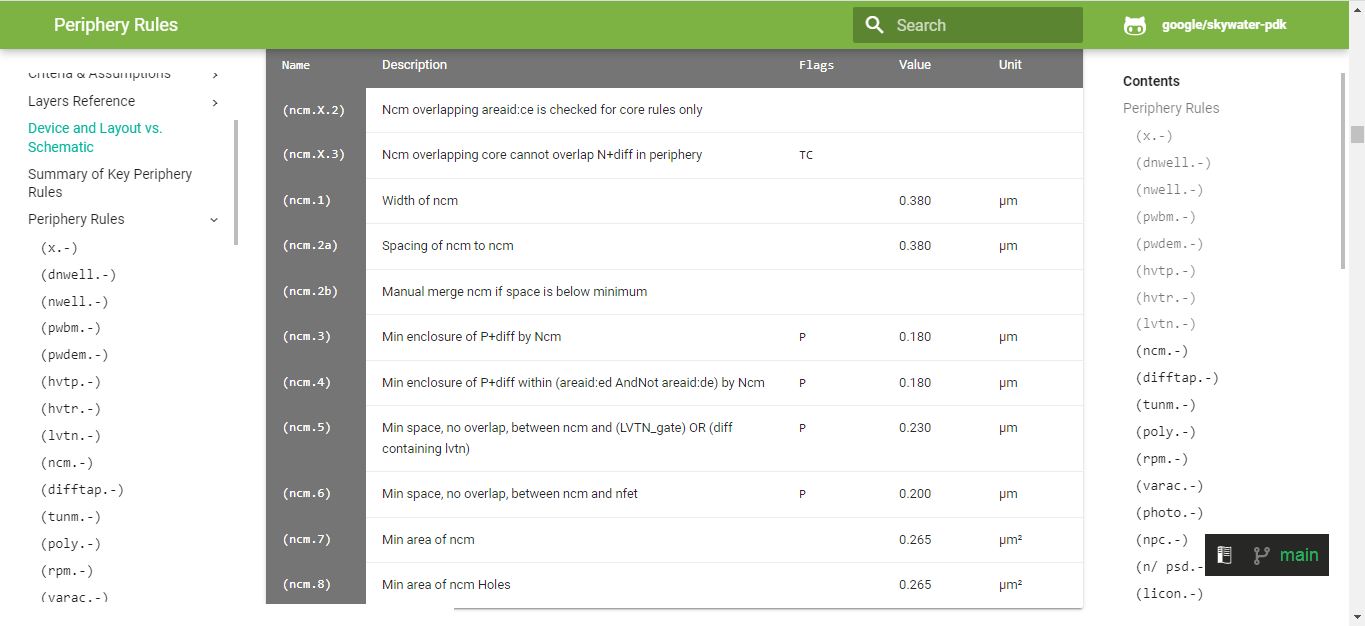 Periphery Rules
Search
google/skywater-pdk
Criteria & Assumptions
Layers Reference
Device and Layout vs.
Schematic
Summary of Key Periphery
Rules
Periphery Rules
(x.-)
(dnwell.-)
(nwell.-)
(pwbm.-)
(pwdem.-)
(hvtp.-)
(hvtr.-)
(lvtn.-)
(ncm.-)
(difftap.-)
(tunm.-)
(poly.-)
(rpm.-)
(varac.-)
Name Description Flags Value Unit
(ncm.X.2) Ncm overlapping areaid:ce is checked for core rules only
(ncm.X.3) Ncm overlapping core cannot overlap N+diff in periphery TC
(ncm.1) Width of ncm 0.380 µm
(ncm.2a) Spacing of ncm to ncm 0.380 µm
(ncm.2b) Manual merge ncm if space is below minimum
(ncm.3) Min enclosure of P+diff by Ncm P 0.180 µm
(ncm.4) Min enclosure of P+diff within (areaid:ed AndNot areaid:de) by Ncm P 0.180 µm
(ncm.5) Min space, no overlap, between ncm and (LVTN_gate) OR (diff P 0.230 µm
containing lvtn)
(ncm.6) Min space, no overlap, between ncm and nfet P 0.200 µm
(ncm.7) Min area of ncm 0.265 µm²
(ncm.8) Min area of ncm Holes 0.265 µm²
Contents
Periphery Rules
(x.-)
(dnwell.-)
(nwell.-)
(pwbm.-)
(pwdem.-)
(hvtp.-)
(hvtr.-)
(lvtn.-)
(ncm.-)
(difftap.-)
(tunm.-)
(poly.-)
(rpm.-)
(varac.-)
(photo.-)
(npc.-)
(n/ psd.-
(licon.-)
main